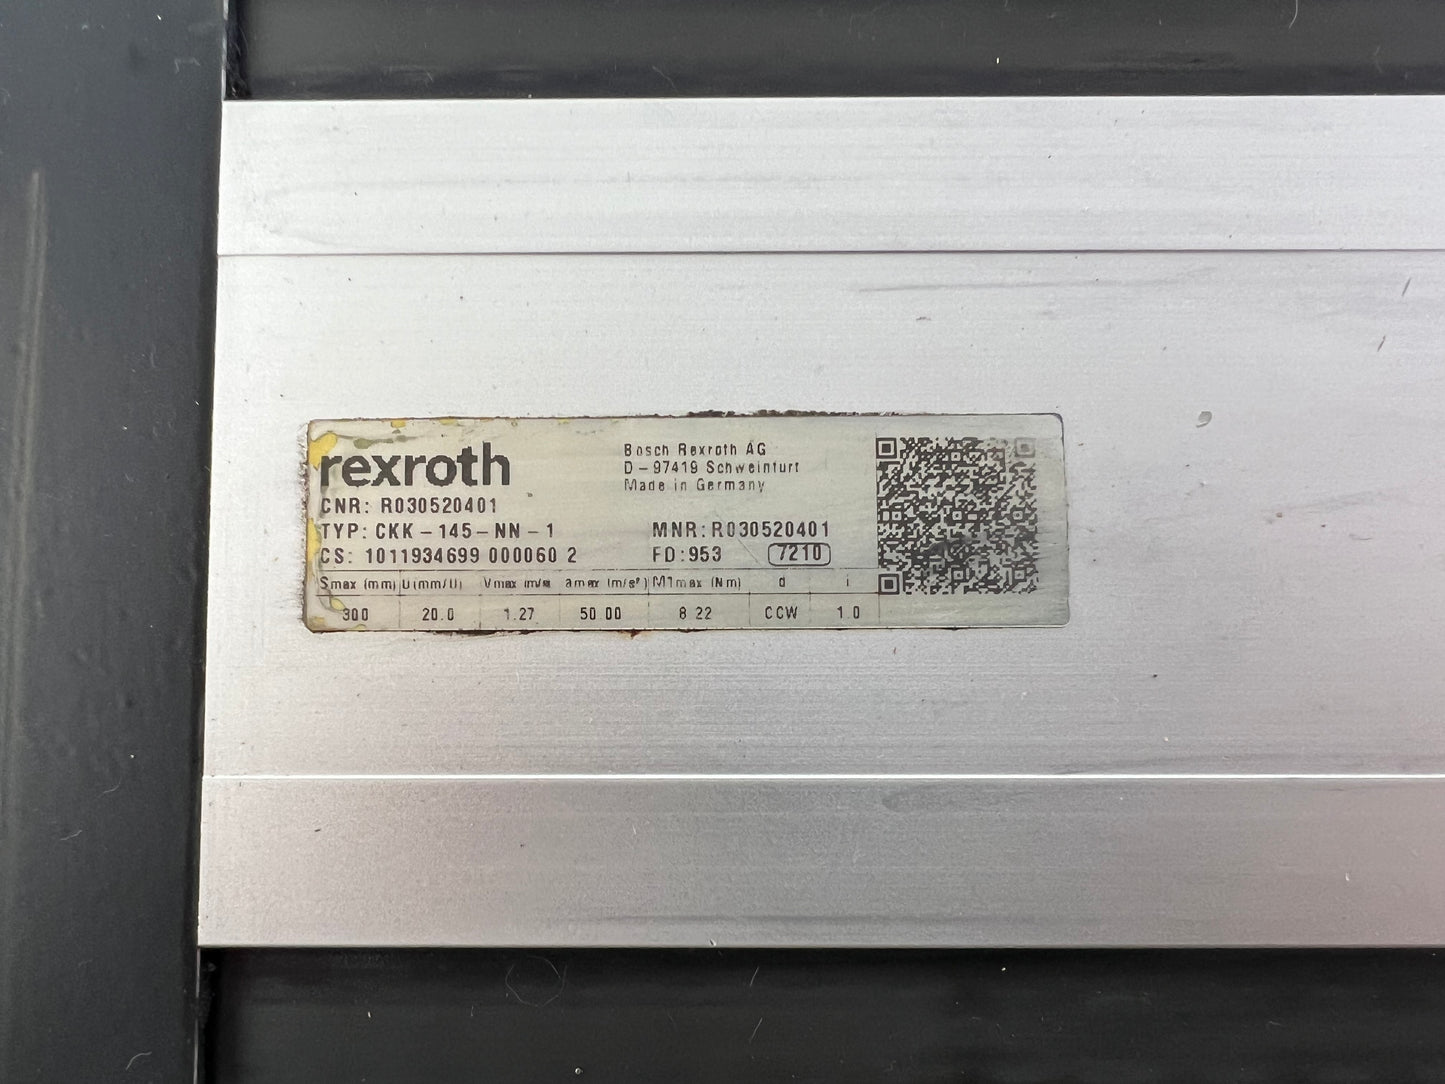 rexroth
Bosch Rexroth AG
D-97419 Schweinfurt
Made in Germany
CNR: R030520401
TYP: CKK-145-NN-1 MNR: R030520401
CS: 1011934699 000060 2 FD: 953 7210
Smax (mm) U(mm/U) Vmax (m/s) amax (m/s²) M1max (Nm) d i
300 20.0 1.27 50 00 8 22 CCW 1.0